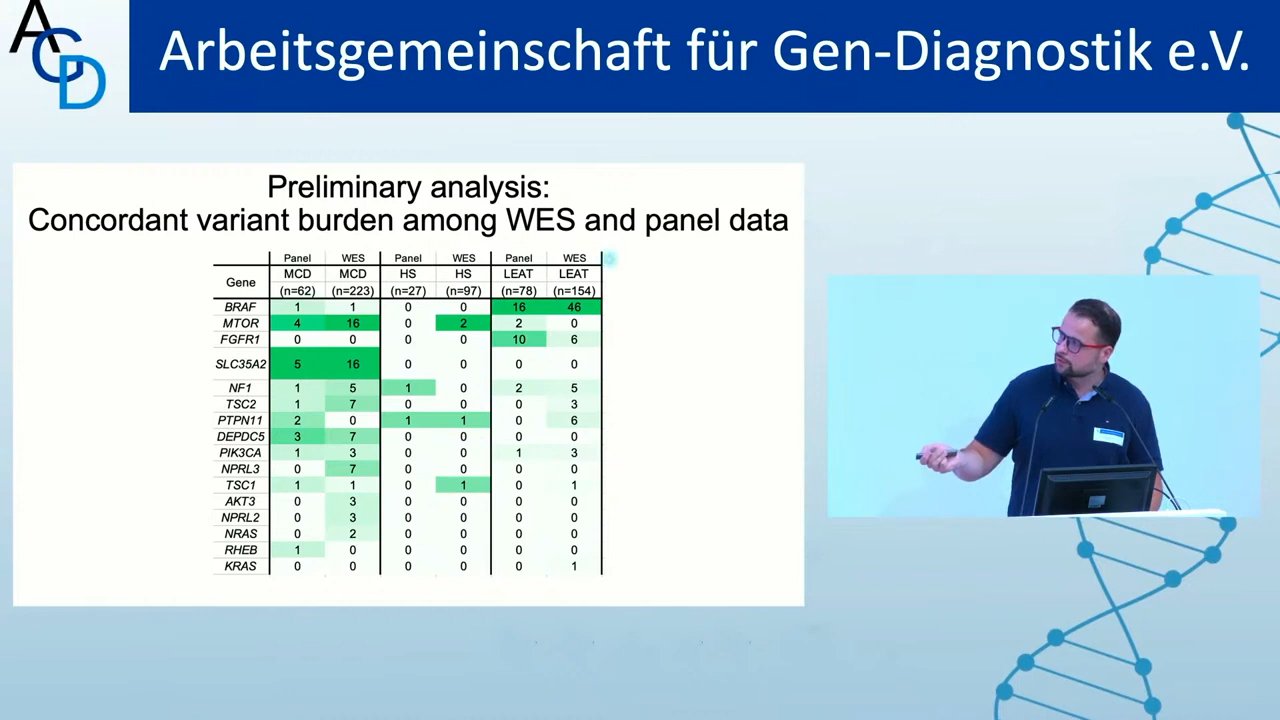 AGD
Arbeitsgemeinschaft für Gen-Diagnostik e.V.
Preliminary analysis:
Concordant variant burden among WES and panel data
Gene Panel WES Panel WES Panel WES
MCD MCD HS HS LEAT LEAT
(n=62) (n=223) (n=27) (n=97) (n=78) (n=154)
BRAF 1 1 0 0 16 46
MTOR 4 16 0 2 2 0
FGFR1 0 0 0 0 10 6
SLC35A2 5 16 0 0 0 0
NF1 1 5 1 0 2 5
TSC2 1 7 0 0 0 3
PTPN11 2 0 1 1 0 6
DEPDC5 3 7 0 0 0 0
PIK3CA 1 3 0 0 1 3
NPRL3 0 7 0 0 0 0
TSC1 1 1 0 1 0 1
AKT3 0 3 0 0 0 0
NPRL2 0 3 0 0 0 0
NRAS 0 2 0 0 0 0
RHEB 1 0 0 0 0 0
KRAS 0 0 0 0 0 1